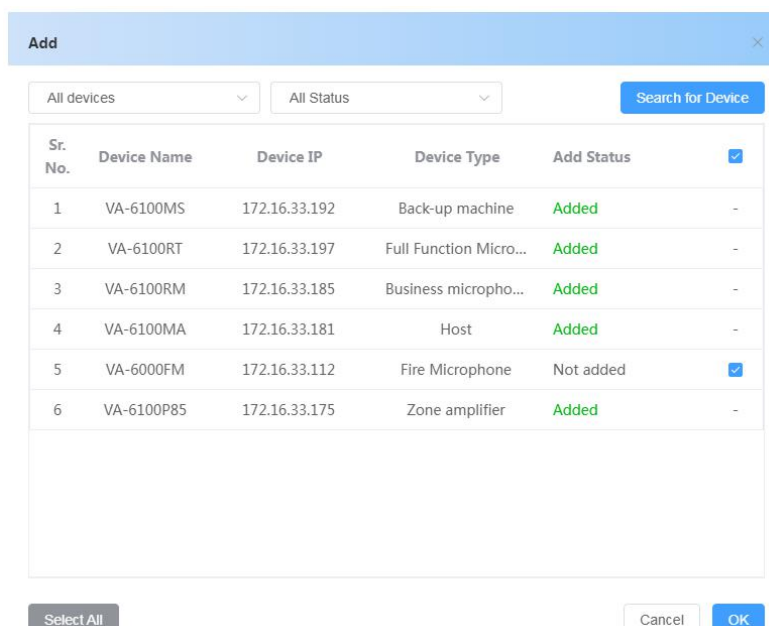 Add
All devices All Status Search for Device
Sr. No. Device Name Device IP Device Type Add Status
1 VA-6100MS 172.16.33.192 Back-up machine Added -
2 VA-6100RT 172.16.33.197 Full Function Micro... Added -
3 VA-6100RM 172.16.33.185 Business micropho... Added -
4 VA-6100MA 172.16.33.181 Host Added -
5 VA-6000FM 172.16.33.112 Fire Microphone Not added
6 VA-6100P85 172.16.33.175 Zone amplifier Added -
Select All Cancel OK